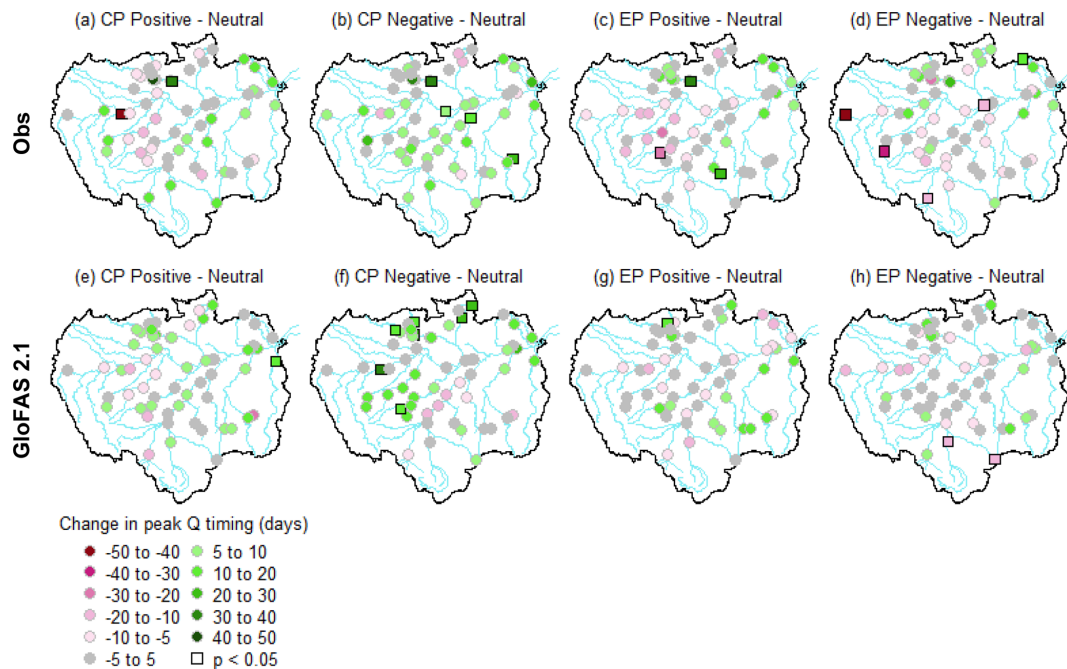 (a) CP Positive - Neutral
(b) CP Negative - Neutral
(c) EP Positive - Neutral
(d) EP Negative - Neutral
Obs
(e) CP Positive - Neutral
(f) CP Negative - Neutral
(g) EP Positive - Neutral
(h) EP Negative - Neutral
GloFAS 2.1
Change in peak Q timing (days)
-50 to -40
-40 to -30
-30 to -20
-20 to -10
-10 to -5
-5 to 5
5 to 10
10 to 20
20 to 30
30 to 40
40 to 50
p < 0.05